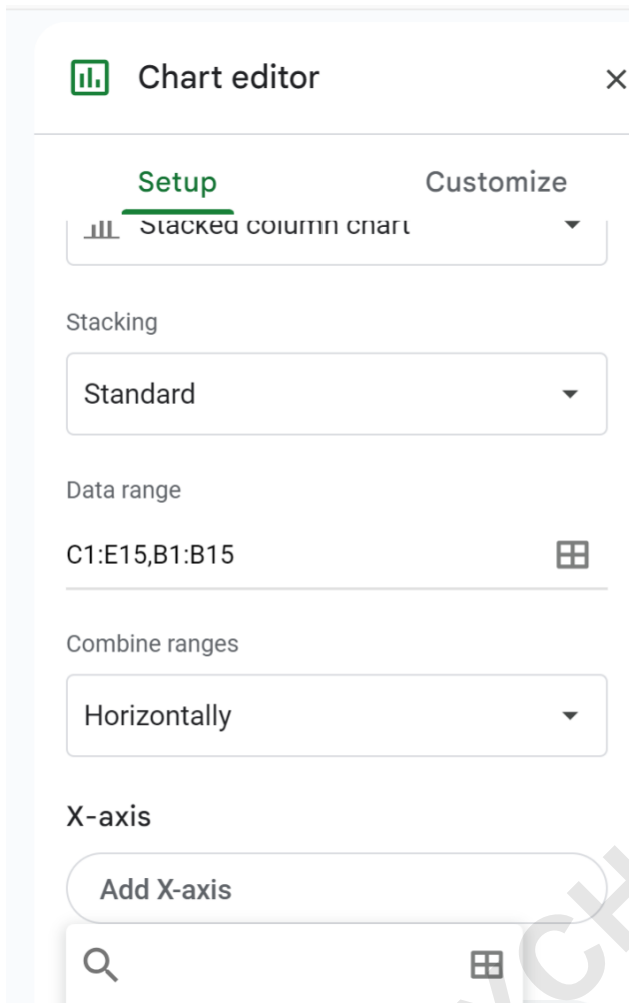 Chart editor
Setup
Customize
Stacked column chart
Stacking
Standard
Data range
C1:E15,B1:B15
Combine ranges
Horizontally
X-axis
Add X-axis